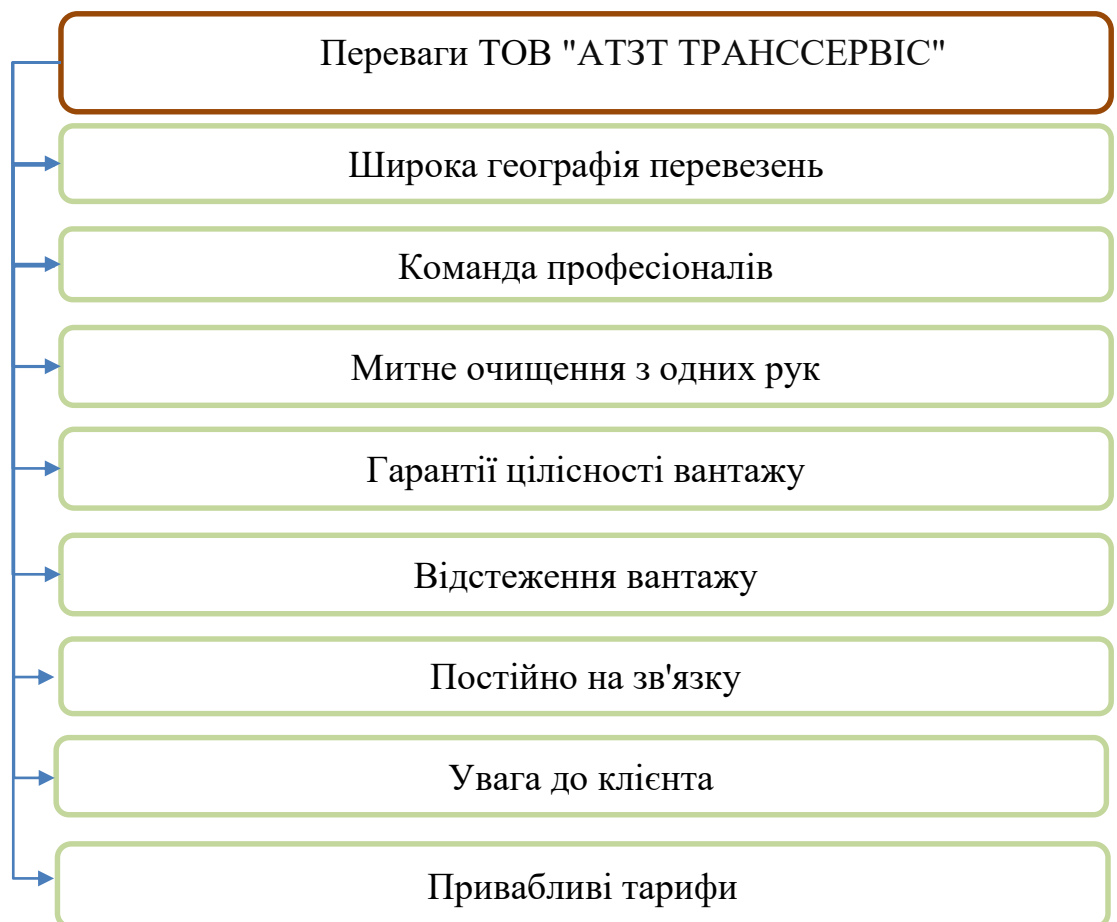 Переваги ТОВ "АТЗТ ТРАНССЕРВІС"
Широка географія перевезень
Команда професіоналів
Митне очищення з одних рук
Гарантії цілісності вантажу
Відстеження вантажу
Постійно на зв'язку
Увага до клієнта
Привабливі тарифи